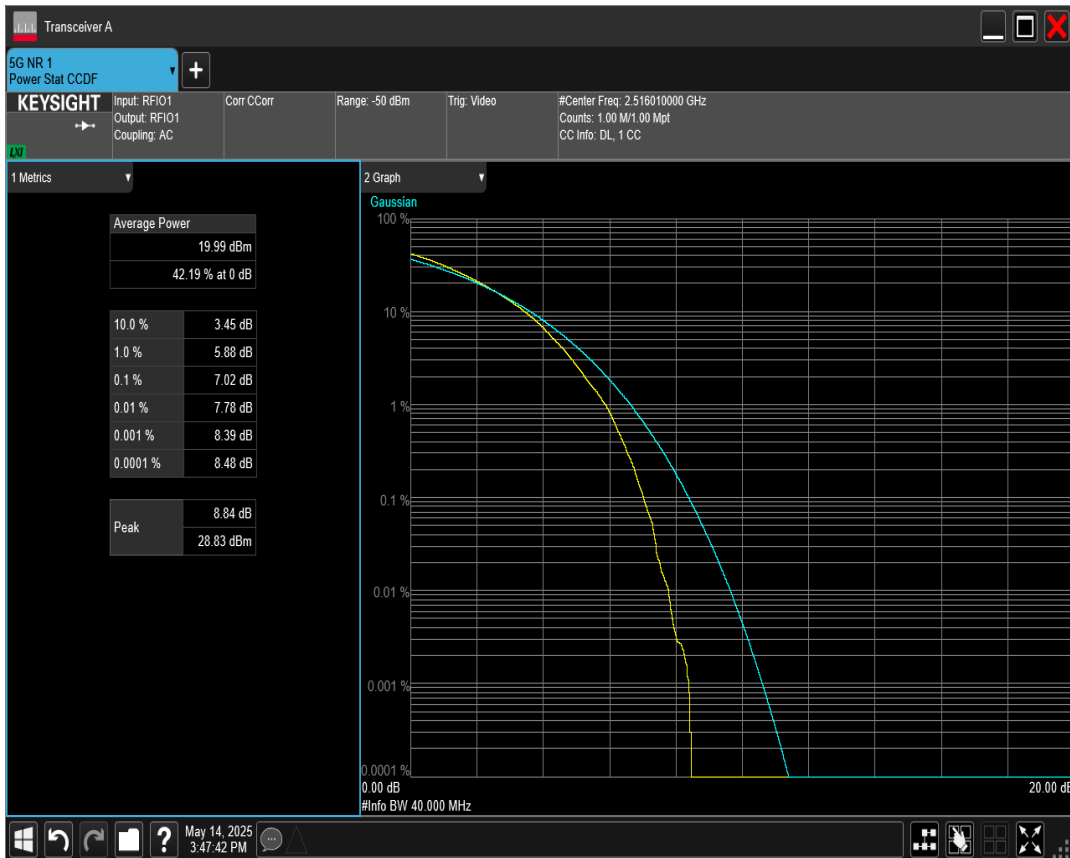 Transceiver A
5G NR 1
Power Stat CCDF
KEYSIGHT
LXI
Input: RFIO1
Output: RFIO1
Coupling: AC
Corr CCorr
Range: -50 dBm
Trig: Video
#Center Freq: 2.516010000 GHz
Counts: 1.00 M/1.00 Mpt
CC Info: DL, 1 CC
1 Metrics
Average Power
19.99 dBm
42.19 % at 0 dB
10.0 % 3.45 dB
1.0 % 5.88 dB
0.1 % 7.02 dB
0.01 % 7.78 dB
0.001 % 8.39 dB
0.0001 % 8.48 dB
Peak 8.84 dB
28.83 dBm
2 Graph
Gaussian
100 %
10 %
1 %
0.1 %
0.01 %
0.001 %
0.0001 %
0.00 dB 20.00 dB
#Info BW 40.000 MHz
May 14, 2025
3:47:42 PM